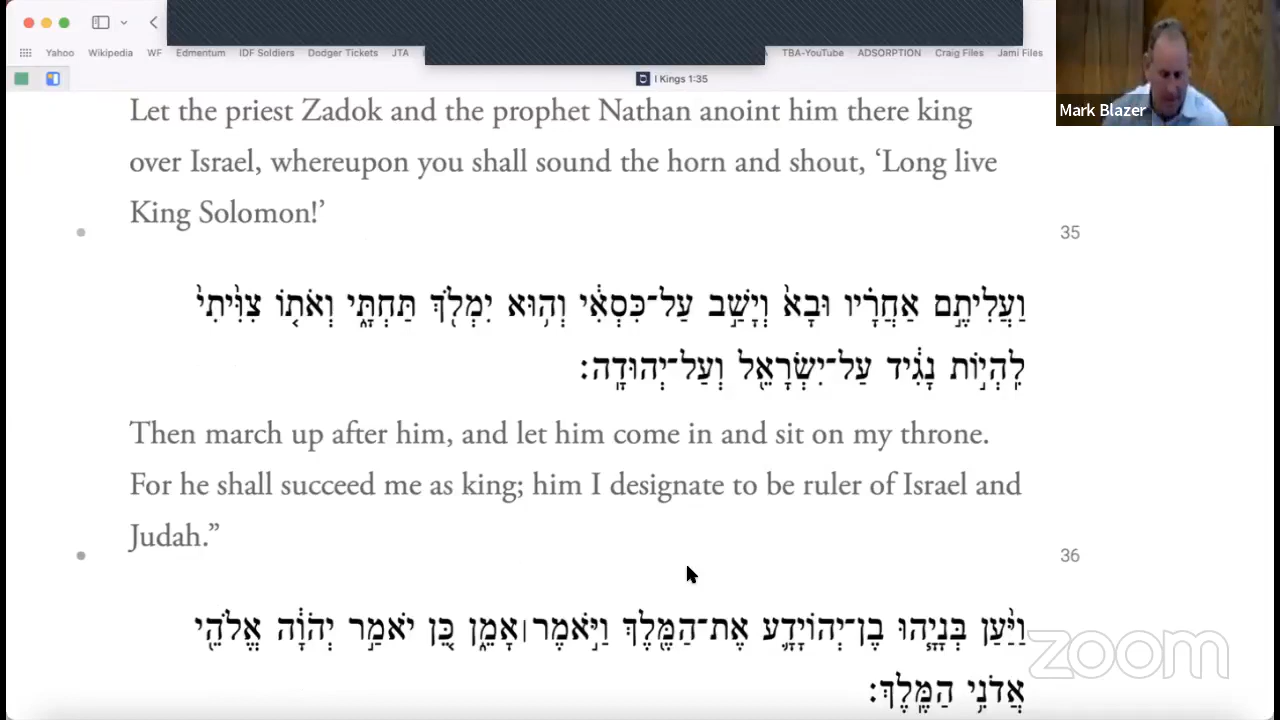 Yahoo Wikipedia WF Edmentum IDF Soldiers Dodger Tickets JTA TBA-YouTube ADSORPTION Craig Files Jami Files
I Kings 1:35
Mark Blazer
Let the priest Zadok and the prophet Nathan anoint him there king
over Israel, whereupon you shall sound the horn and shout, ‘Long live
King Solomon!’
35
וַעֲלִיתֶ֣ם אַחֲרָ֗יו וּבָא֙ וְיָשַׁ֣ב עַל־כִּסְאִ֔י וְה֥וּא יִמְלֹ֖ךְ תַּחְתָּ֑י וְאֹת֤וֹ צִוִּ֙יתִי֙
לִֽהְי֣וֹת נָגִ֔יד עַל־יִשְׂרָאֵ֖ל וְעַל־יְהוּדָֽה׃
Then march up after him, and let him come in and sit on my throne.
For he shall succeed me as king; him I designate to be ruler of Israel and
Judah.”
36
וַיַּ֨עַן בְּנָיָ֧הוּ בֶן־יְהוֹיָדָ֛ע אֶת־הַמֶּ֖לֶךְ וַיֹּ֣אמֶר ׀ אָמֵ֑ן כֵּ֚ן יֹאמַ֣ר יְהֹוָ֔ה אֱלֹהֵ֖י
אֲדֹנִ֥י הַמֶּֽלֶךְ׃
zoom